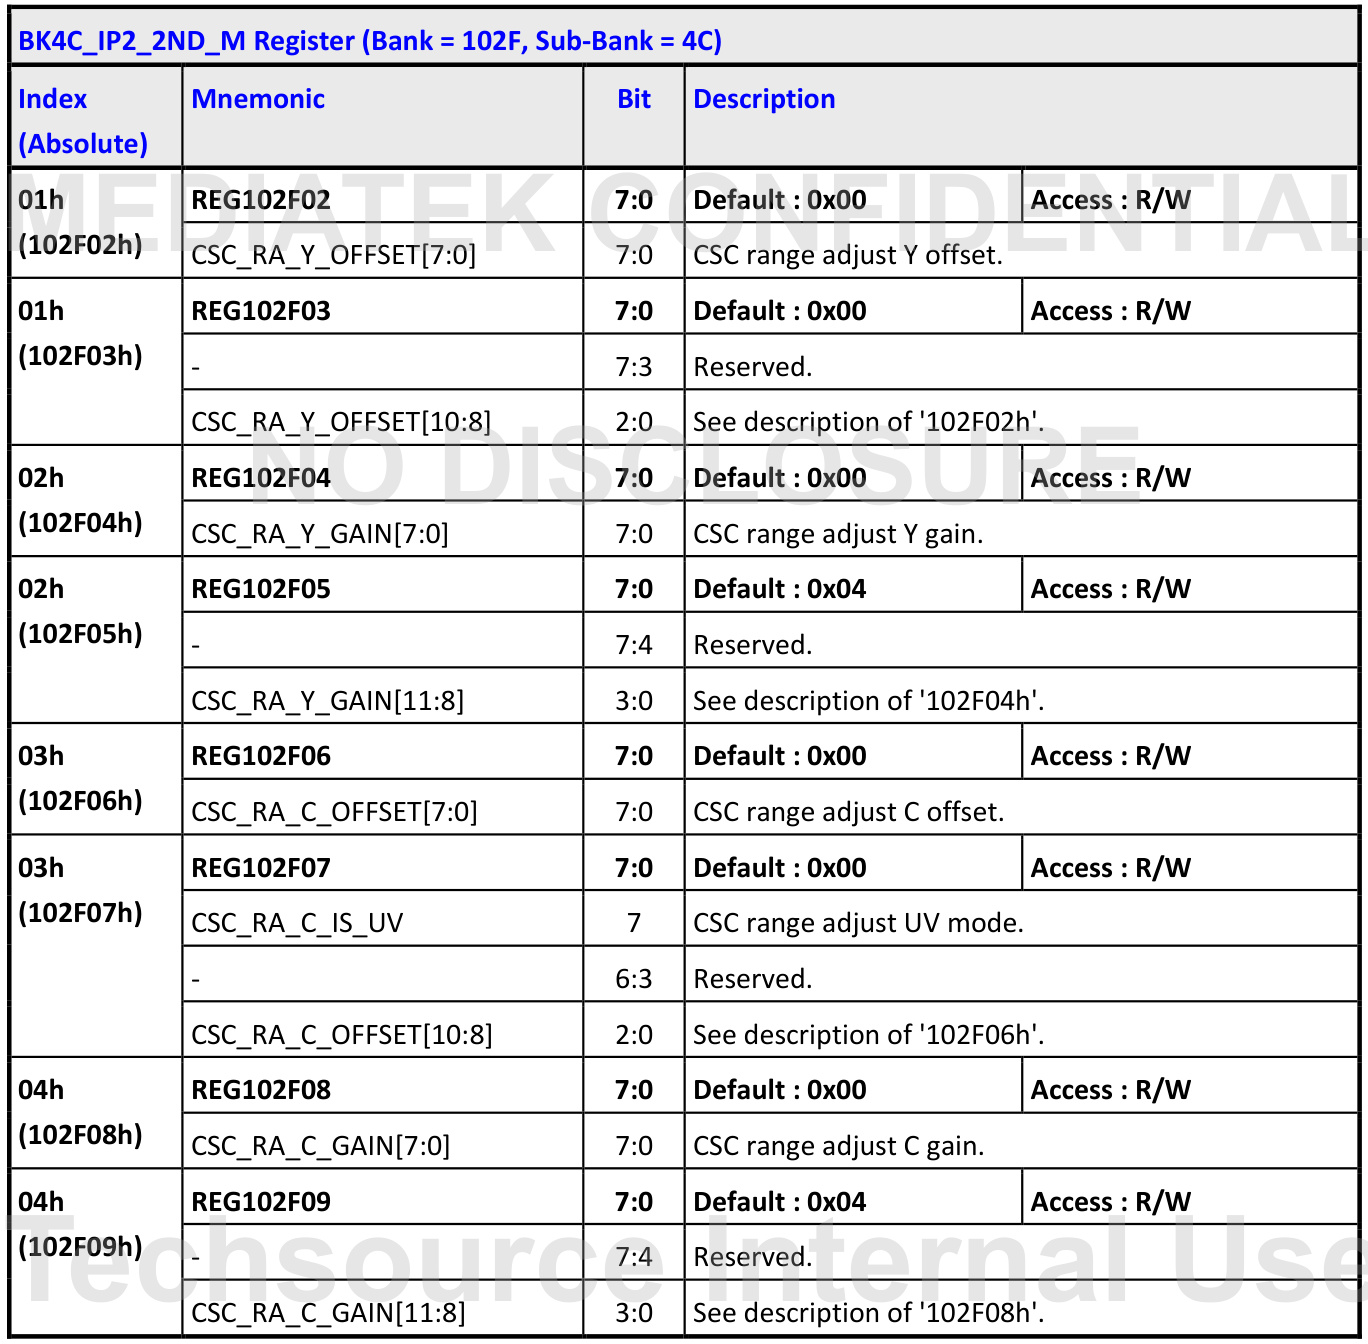 BK4C_IP2_2ND_M Register (Bank = 102F, Sub-Bank = 4C)
Index (Absolute) Mnemonic Bit Description
01h (102F02h) REG102F02 7:0 Default : 0x00 Access : R/W
CSC_RA_Y_OFFSET[7:0] 7:0 CSC range adjust Y offset.
01h (102F03h) REG102F03 7:0 Default : 0x00 Access : R/W
- 7:3 Reserved.
CSC_RA_Y_OFFSET[10:8] 2:0 See description of '102F02h'.
02h (102F04h) REG102F04 7:0 Default : 0x00 Access : R/W
CSC_RA_Y_GAIN[7:0] 7:0 CSC range adjust Y gain.
02h (102F05h) REG102F05 7:0 Default : 0x04 Access : R/W
- 7:4 Reserved.
CSC_RA_Y_GAIN[11:8] 3:0 See description of '102F04h'.
03h (102F06h) REG102F06 7:0 Default : 0x00 Access : R/W
CSC_RA_C_OFFSET[7:0] 7:0 CSC range adjust C offset.
03h (102F07h) REG102F07 7:0 Default : 0x00 Access : R/W
CSC_RA_C_IS_UV 7 CSC range adjust UV mode.
- 6:3 Reserved.
CSC_RA_C_OFFSET[10:8] 2:0 See description of '102F06h'.
04h (102F08h) REG102F08 7:0 Default : 0x00 Access : R/W
CSC_RA_C_GAIN[7:0] 7:0 CSC range adjust C gain.
04h (102F09h) REG102F09 7:0 Default : 0x04 Access : R/W
- 7:4 Reserved.
CSC_RA_C_GAIN[11:8] 3:0 See description of '102F08h'.
MEDIATEK CONFIDENTIAL
NO DISCLOSURE
Techsource Internal Use